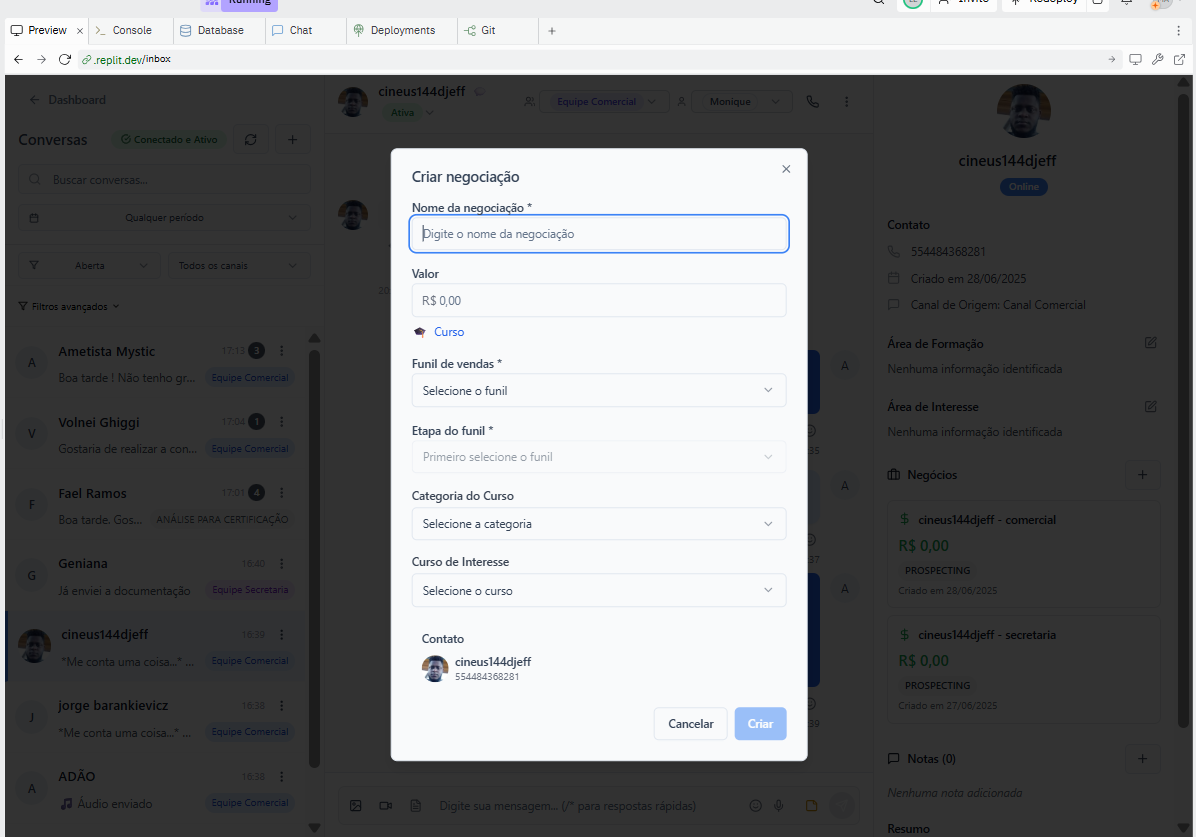 Running
Invite
Redeploy
Preview
Console
Database
Chat
Deployments
Git
.replit.dev/inbox
Dashboard
Conversas
Conectado e Ativo
Buscar conversas...
Qualquer período
Aberta
Todos os canais
Filtros avançados
A
Ametista Mystic
17:13
3
Boa tarde ! Não tenho gr...
Equipe Comercial
V
Volnei Ghiggi
17:04
1
Gostaria de realizar a con...
Equipe Comercial
F
Fael Ramos
17:01
4
Boa tarde. Gos...
ANÁLISE PARA CERTIFICAÇÃO
G
Geniana
16:40
Já enviei a documentação
Equipe Secretaria
cineus144djeff
16:39
"Me conta uma coisa..." ...
Equipe Comercial
J
jorge barankievicz
16:38
"Me conta uma coisa..." ...
Equipe Comercial
A
ADÃO
16:38
Áudio enviado
Equipe Comercial
cineus144djeff
Ativa
Equipe Comercial
Monique
A
A
A
Digite sua mensagem... (/" para respostas rápidas)
Criar negociação
Nome da negociação *
Digite o nome da negociação
Valor
R$ 0,00
Curso
Funil de vendas *
Selecione o funil
Etapa do funil *
Primeiro selecione o funil
Categoria do Curso
Selecione a categoria
Curso de Interesse
Selecione o curso
Contato
cineus144djeff
554484368281
Cancelar
Criar
cineus144djeff
Online
Contato
554484368281
Criado em 28/06/2025
Canal de Origem: Canal Comercial
Área de Formação
Nenhuma informação identificada
Área de Interesse
Nenhuma informação identificada
Negócios
cineus144djeff - comercial
R$ 0,00
PROSPECTING
Criado em 28/06/2025
cineus144djeff - secretaria
R$ 0,00
PROSPECTING
Criado em 27/06/2025
Notas (0)
Nenhuma nota adicionada
Resumo